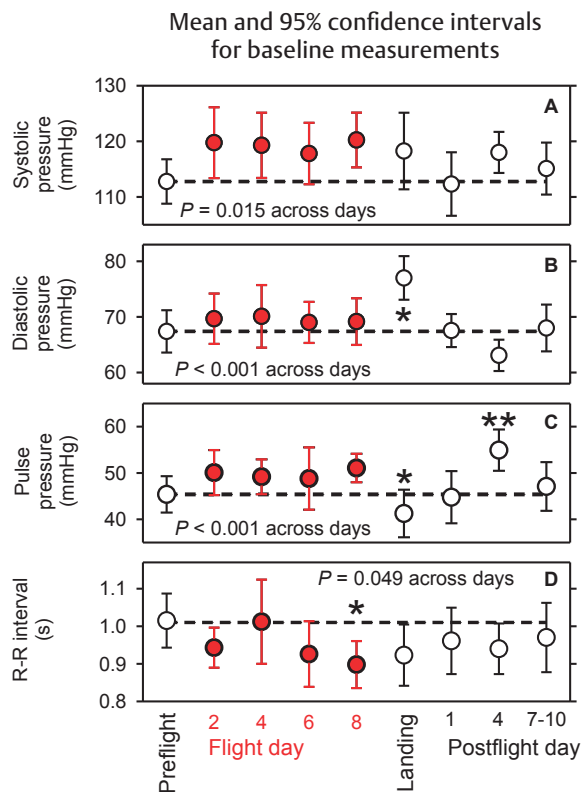 Mean and 95% confidence intervals
for baseline measurements
Systolic
pressure
(mmHg)
130
120
110
A
P = 0.015 across days
Diastolic
pressure
(mmHg)
80
70
60
B
*
P < 0.001 across days
Pulse
pressure
(mmHg)
60
50
40
**
C
*
P < 0.001 across days
R-R interval
(s)
1.1
1.0
0.9
0.8
P = 0.049 across days
D
*
Preflight
2 4 6 8
Flight day
Landing
1 4 7-10
Postflight day